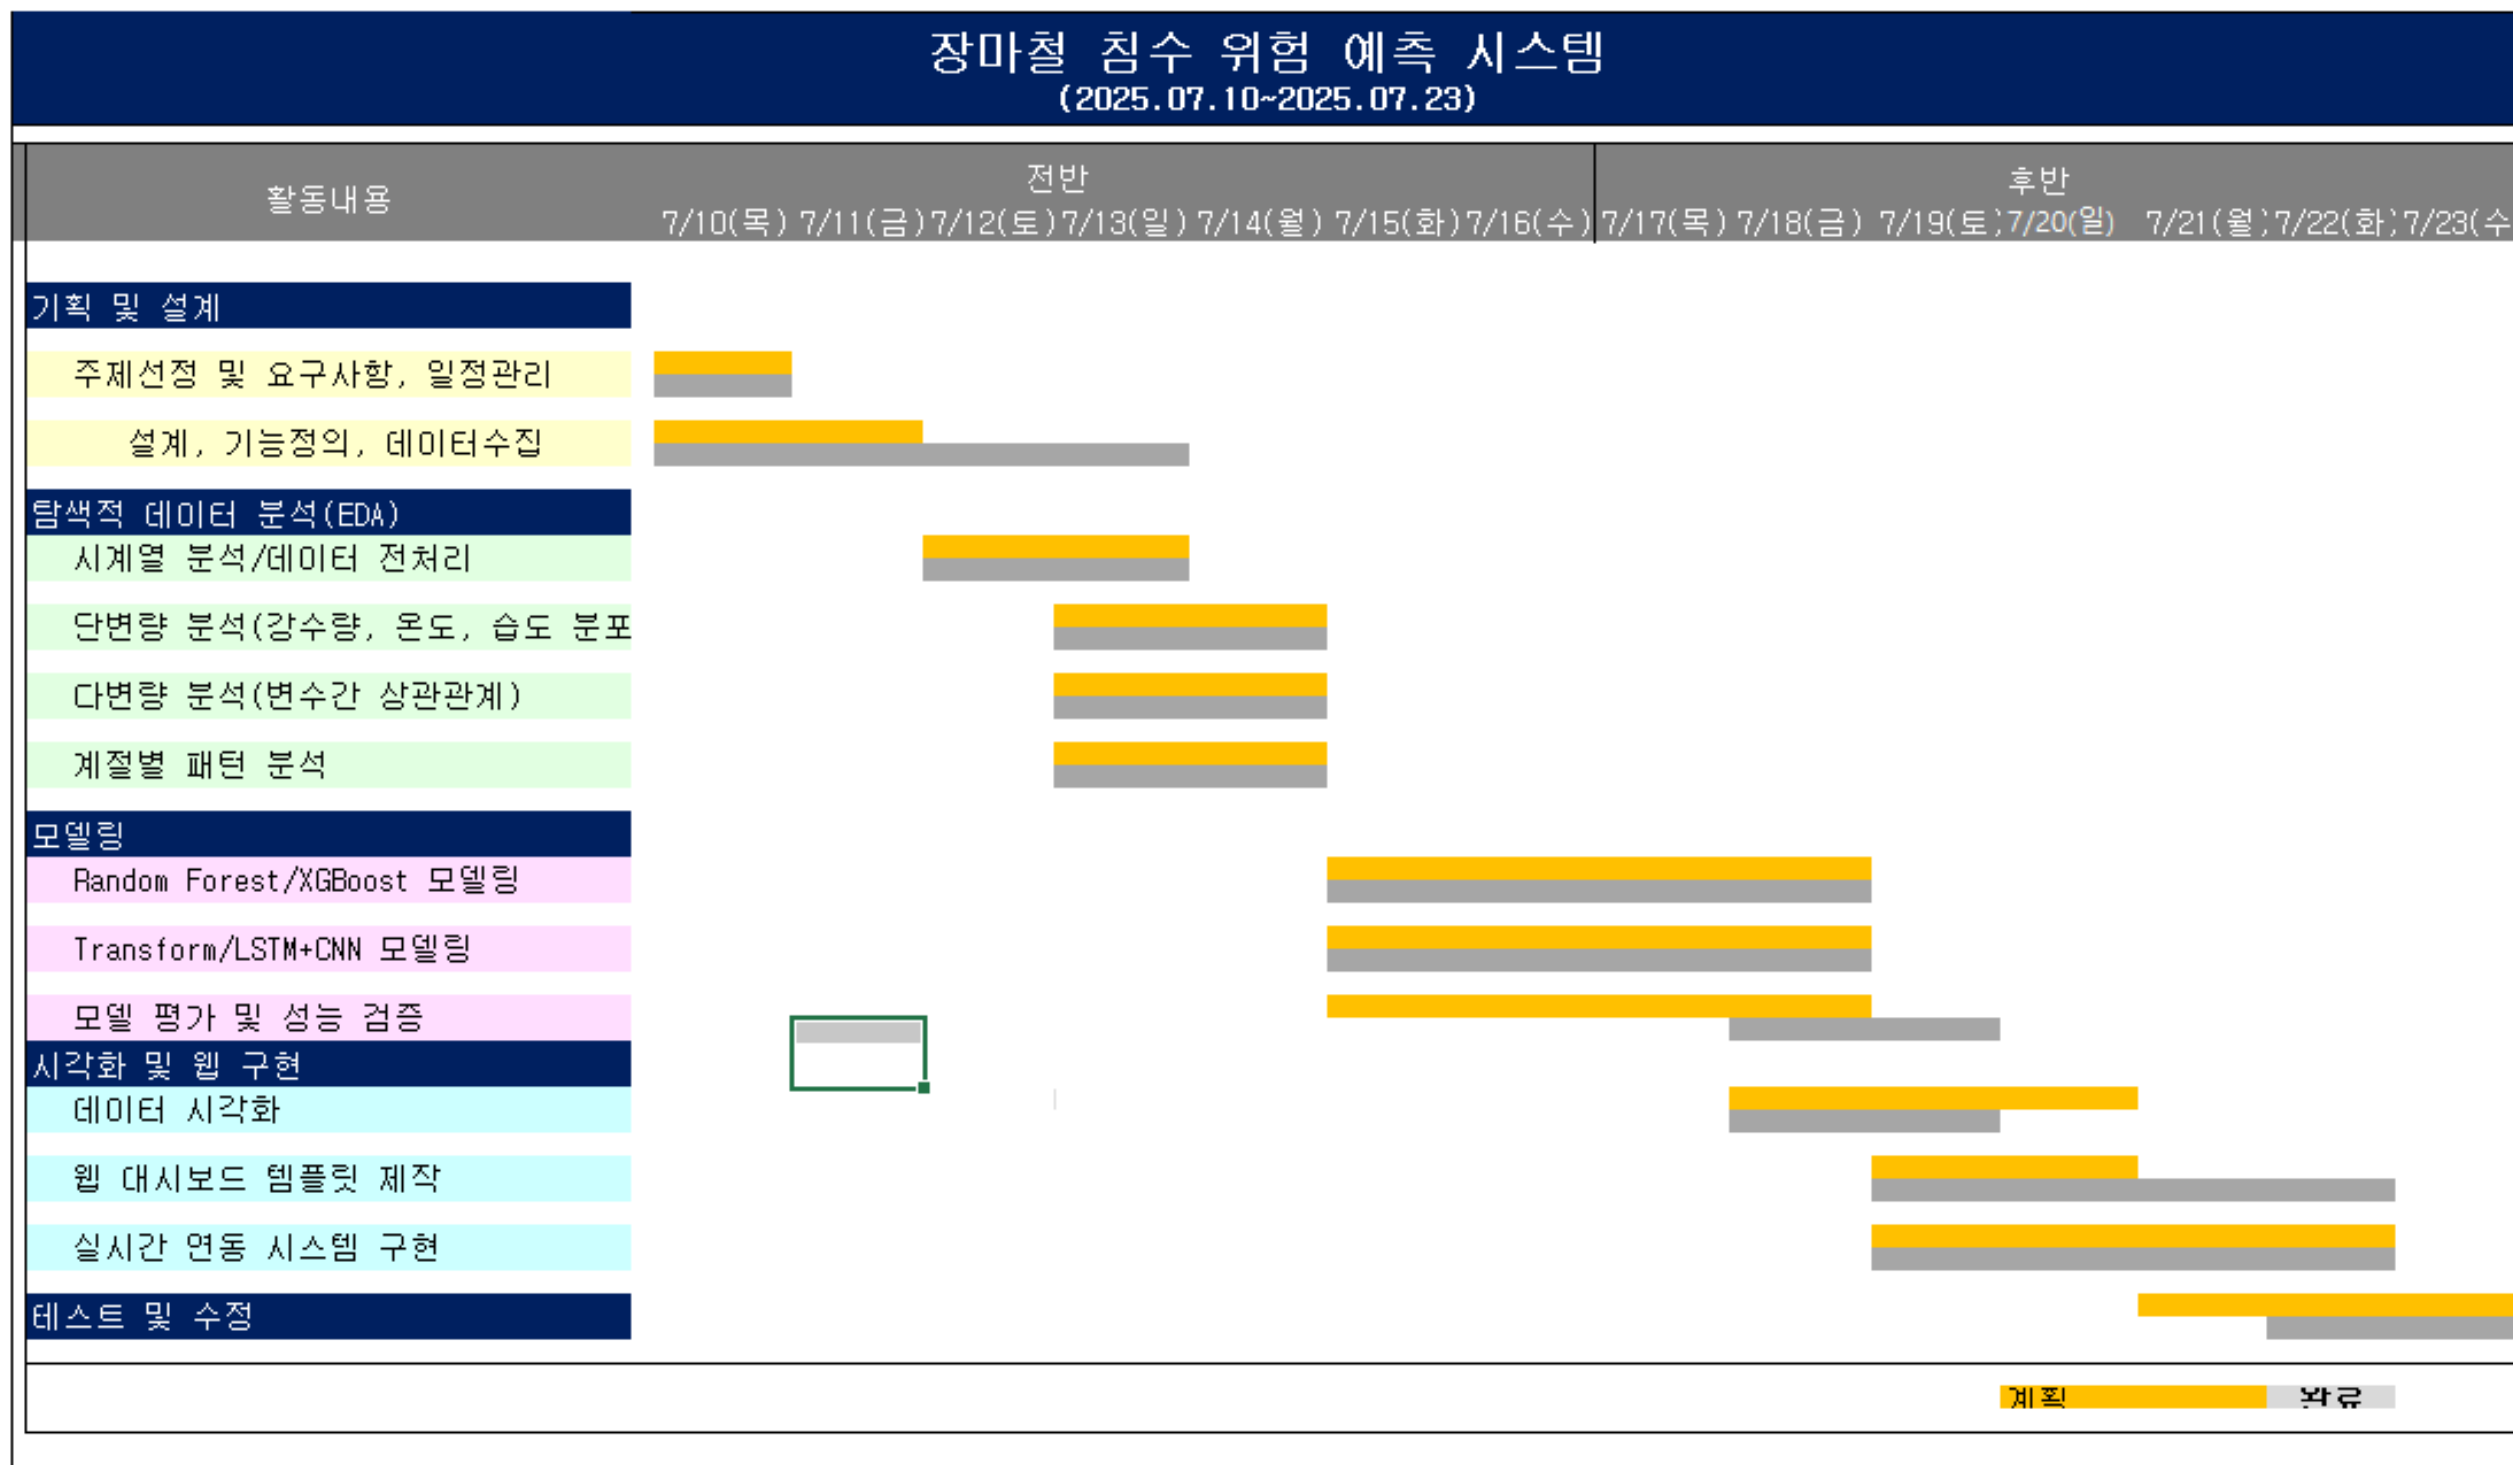 장마철 침수 위험 예측 시스템
(2025.07.10~2025.07.23)
활동내용
전반
후반
7/10(목) 7/11(금) 7/12(토) 7/13(일) 7/14(월) 7/15(화) 7/16(수) 7/17(목) 7/18(금) 7/19(토) 7/20(일) 7/21(월) 7/22(화) 7/23(수
기획 및 설계
주제선정 및 요구사항, 일정관리
설계, 기능정의, 데이터수집
탐색적 데이터 분석(EDA)
시계열 분석/데이터 전처리
단변량 분석(강수량, 온도, 습도 분포
다변량 분석(변수간 상관관계)
계절별 패턴 분석
모델링
Random Forest/XGBoost 모델링
Transform/LSTM+CNN 모델링
모델 평가 및 성능 검증
시각화 및 웹 구현
데이터 시각화
웹 대시보드 템플릿 제작
실시간 연동 시스템 구현
테스트 및 수정
계획 완료